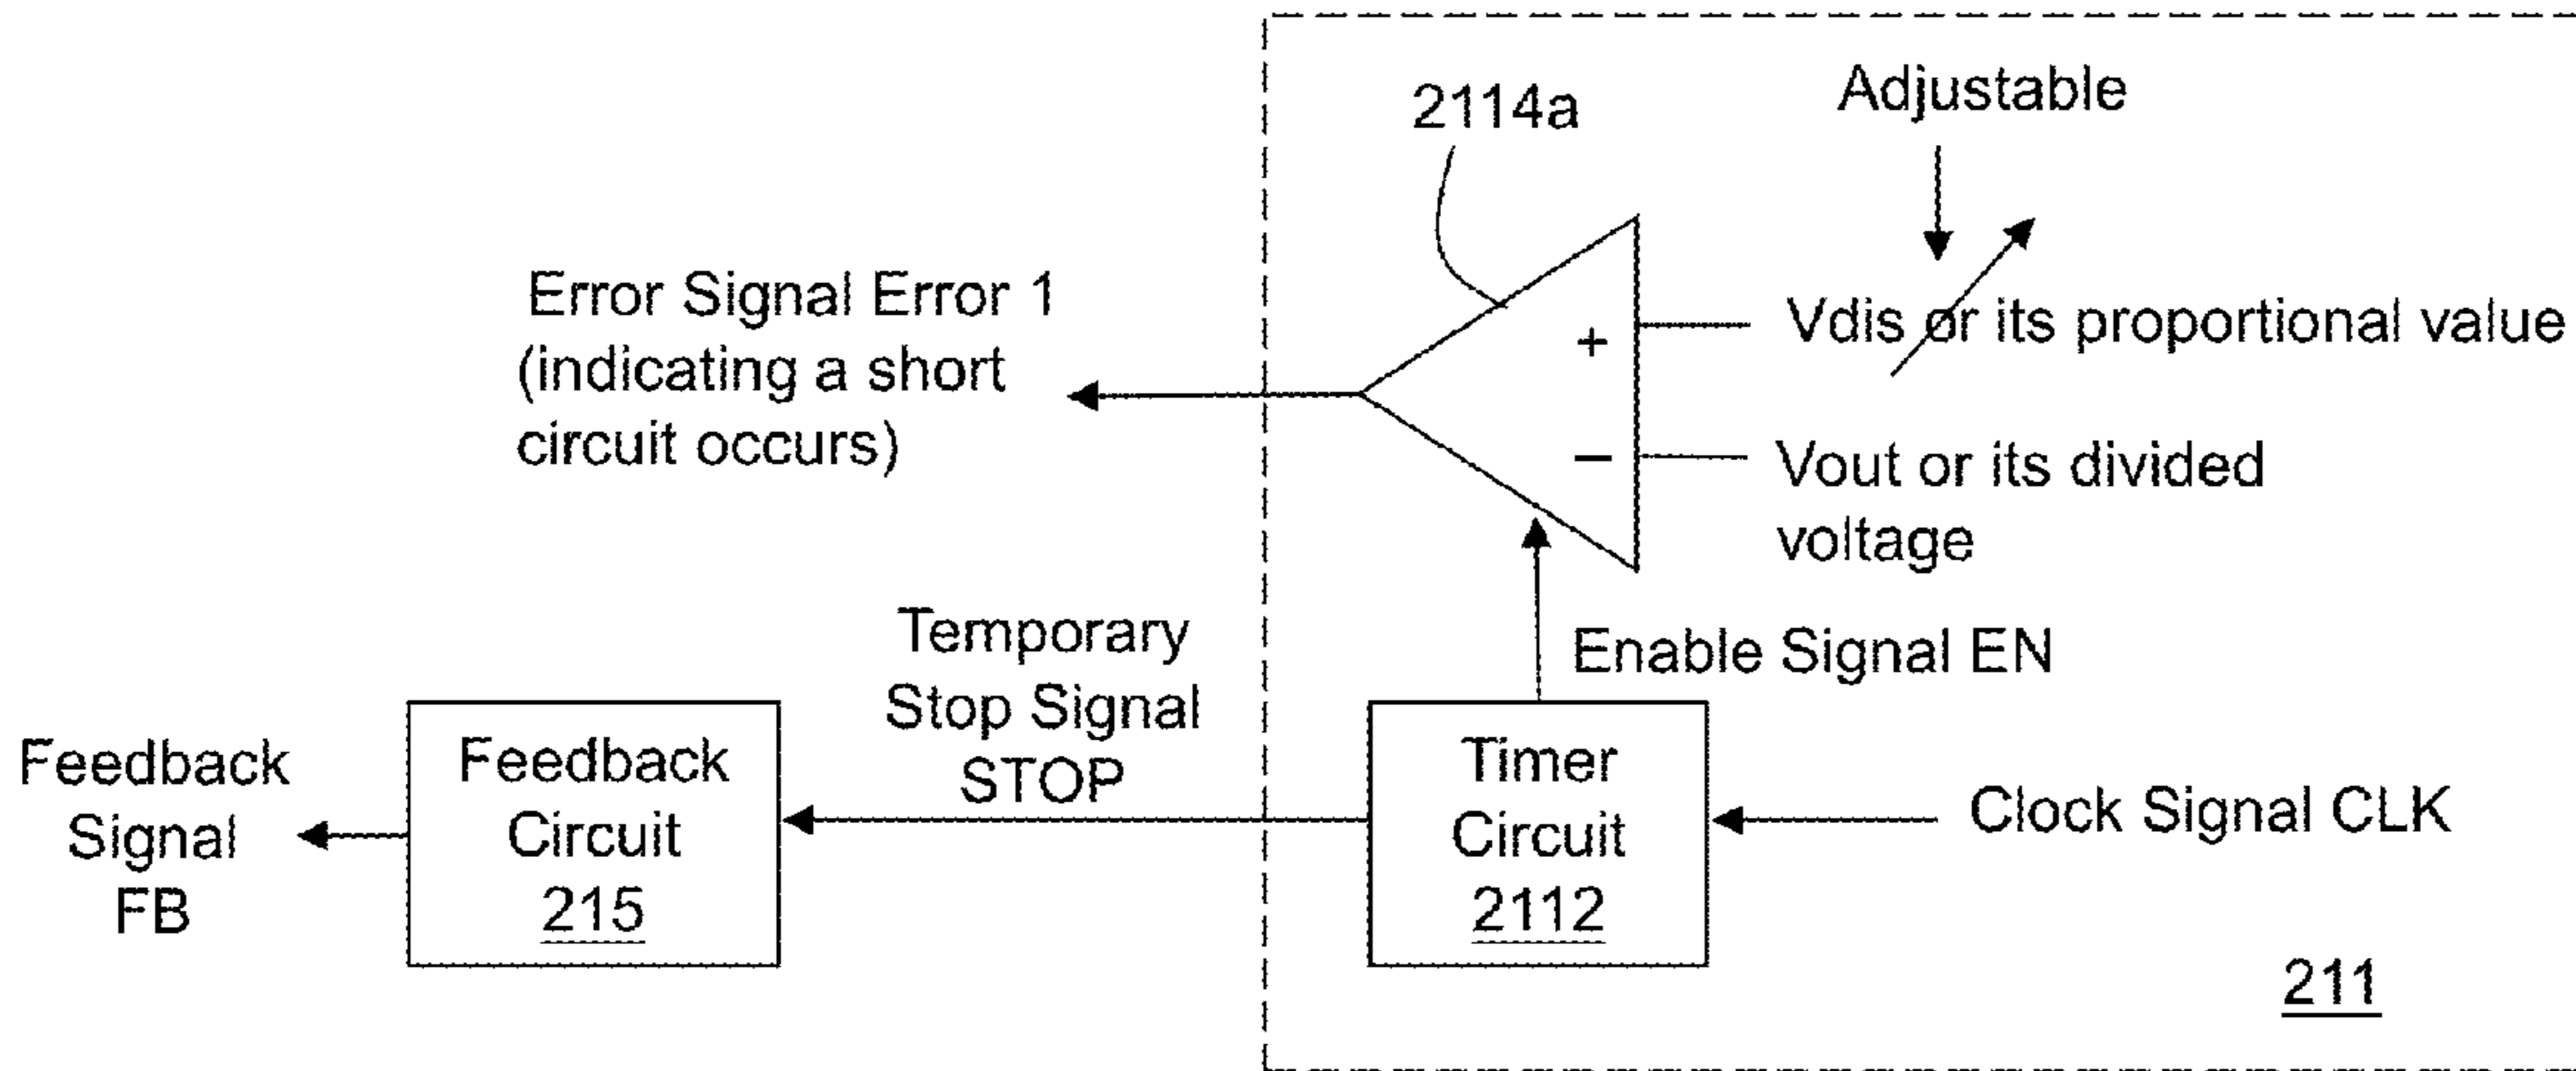 2114a
Adjustable
Error Signal Error 1
(indicating a short
circuit occurs)
+
Vdis or its proportional value
−
Vout or its divided
voltage
Temporary
Stop Signal
STOP
Enable Signal EN
Feedback
Signal
FB
Feedback
Circuit
215
Timer
Circuit
2112
Clock Signal CLK
211